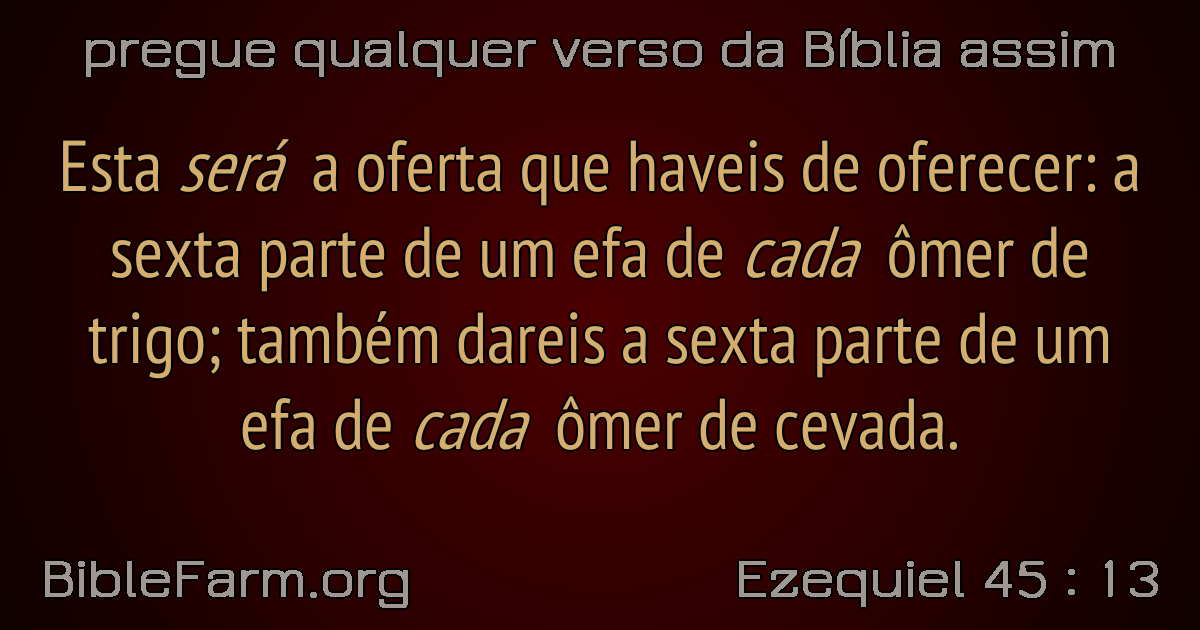 pregue qualquer verso da Bíblia assim
Esta será a oferta que haveis de oferecer: a
sexta parte de um efa de cada ômer de
trigo; também dareis a sexta parte de um
efa de cada ômer de cevada.
BibleFarm.org
Ezequiel 45 : 13